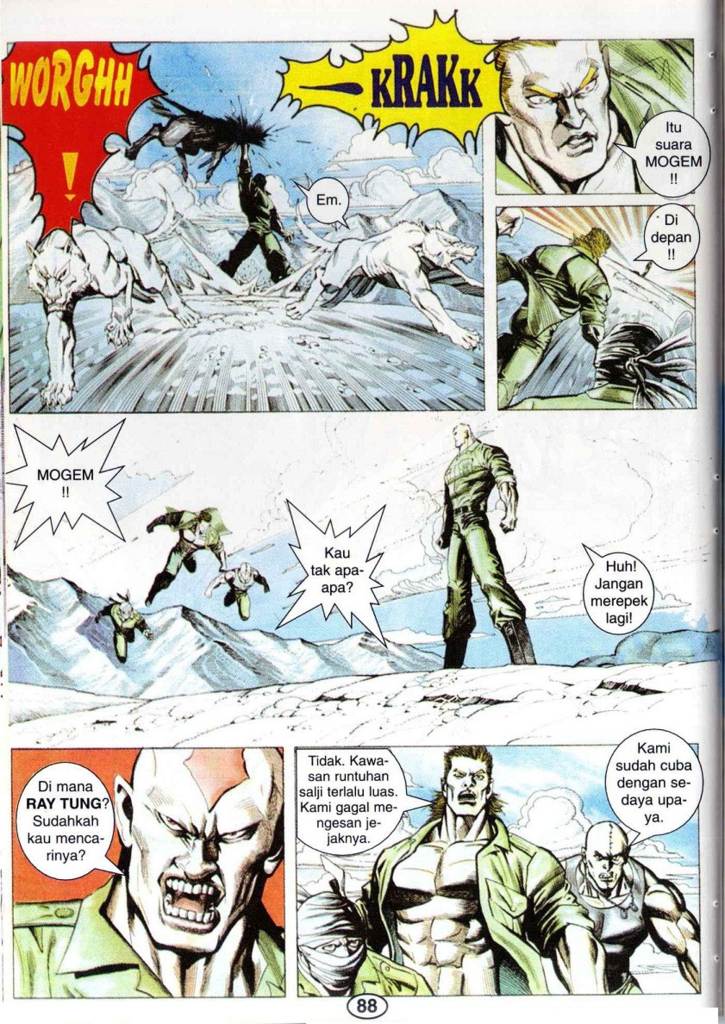 WORGHH
!
KRAKK
Em.
Itu
suara
MOGEM
!!
Di
depan
!!
MOGEM
!!
Kau
tak apa-
apa?
Huh!
Jangan
merepek
lagi!
Di mana
RAY TUNG?
Sudahkah
kau menca-
rinya?
Tidak. Kawa-
san runtuhan
salji terlalu luas.
Kami gagal me-
ngesan je-
jaknya.
Kami
sudah cuba
dengan se-
daya upa-
ya.
88